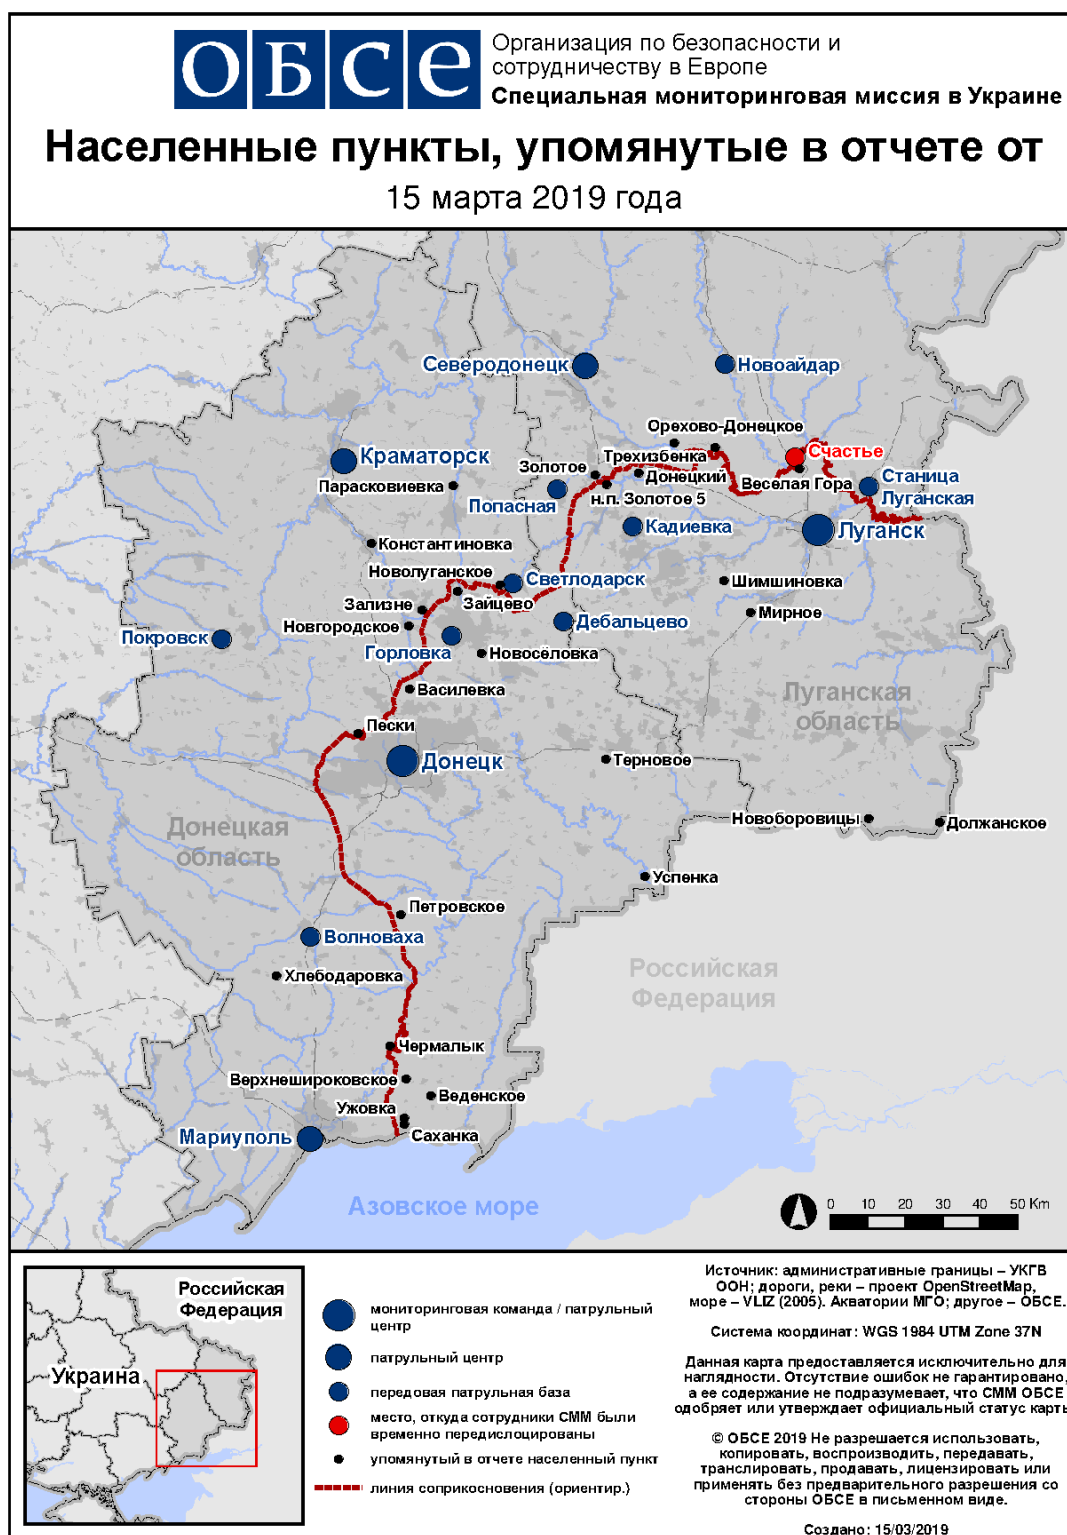 ОБСЕ
Организация по безопасности и
сотрудничеству в Европе
Специальная мониторинговая миссия в Украине
Населенные пункты, упомянутые в отчете от
15 марта 2019 года
Северодонецк
Новоайдар
Орехово-Донецкое
Счастье
Трехизбенка
Краматорск
Золотое
Донецкий
Веселая Гора
Станица
Луганская
Парасковиевка
Попасная
н.п. Золотое 5
Кадиевка
Луганск
Константиновка
Новолуганское
Светлодарск
Шимшиновка
Зайцево
Зализне
Мирное
Новгородское
Дебальцево
Покровск
Горловка
Новосёловка
Василевка
Луганская
область
Пески
Донецк
Терновое
Новоборовицы
Должанское
Донецкая
область
Успенка
Петровское
Волноваха
Хлебодаровка
Российская
Федерация
Чермалык
Верхнешироковское
Веденское
Ужовка
Саханка
Мариуполь
Азовское море
0 10 20 30 40 50 Km
Российская
Федерация
Украина
мониторинговая команда / патрульный
центр
патрульный центр
передовая патрульная база
место, откуда сотрудники СММ были
временно передислоцированы
упомянутый в отчете населенный пункт
линия соприкосновения (ориентир.)
Источник: административные границы – УКГВ
ООН; дороги, реки – проект OpenStreetMap,
море – VLIZ (2005). Акватории МГО; другое – ОБСЕ.
Система координат: WGS 1984 UTM Zone 37N
Данная карта предоставляется исключительно для
наглядности. Отсутствие ошибок не гарантировано,
а ее содержание не подразумевает, что СММ ОБСЕ
одобряет или утверждает официальный статус карты
© ОБСЕ 2019 Не разрешается использовать,
копировать, воспроизводить, передавать,
транслировать, продавать, лицензировать или
применять без предварительного разрешения со
стороны ОБСЕ в письменном виде.
Создано: 15/03/2019